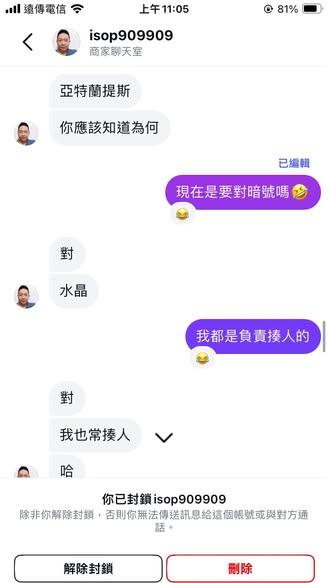 遠傳電信
上午11:05
81%
isop909909
商家聊天室
亞特蘭提斯
你應該知道為何
已編輯
現在是要對暗號嗎🤣
😂
對
水晶
我都是負責揍人的
😂
對
我也常揍人
哈
你已封鎖isop909909
除非你解除封鎖，否則你無法傳送訊息給這個帳號或與對方通
話。
解除封鎖
刪除